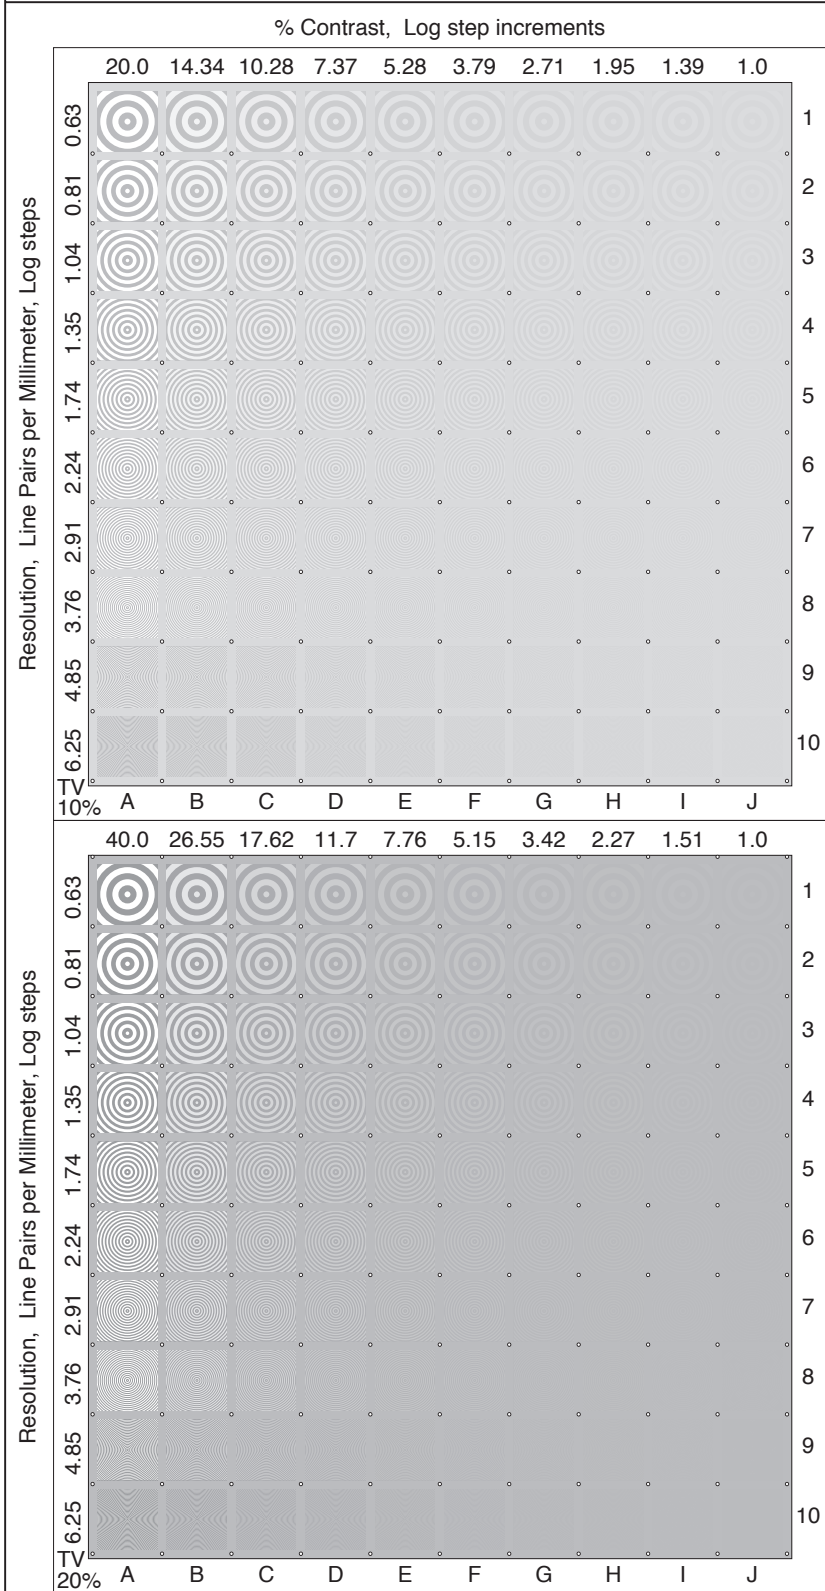 % Contrast, Log step increments
20.0 14.34 10.28 7.37 5.28 3.79 2.71 1.95 1.39 1.0
Resolution, Line Pairs per Millimeter, Log steps
0.63 1
0.81 2
1.04 3
1.35 4
1.74 5
2.24 6
2.91 7
3.76 8
4.85 9
6.25 10
TV
10% A B C D E F G H I J
40.0 26.55 17.62 11.7 7.76 5.15 3.42 2.27 1.51 1.0
Resolution, Line Pairs per Millimeter, Log steps
0.63 1
0.81 2
1.04 3
1.35 4
1.74 5
2.24 6
2.91 7
3.76 8
4.85 9
6.25 10
TV
20% A B C D E F G H I J